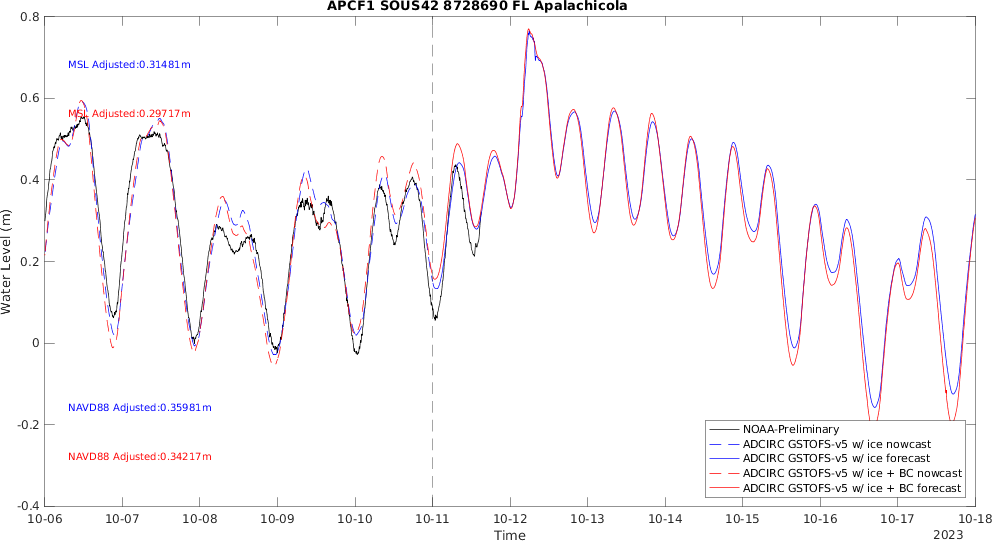 APCF1 SOUS42 8728690 FL Apalachicola
0.8
0.6
0.4
0.2
0
-0.2
-0.4
Water Level (m)
MSL Adjusted:0.31481m
MSL Adjusted:0.29717m
NAVD88 Adjusted:0.35981m
NAVD88 Adjusted:0.34217m
NOAA-Preliminary
ADCIRC GSTOFS-v5 w/ ice nowcast
ADCIRC GSTOFS-v5 w/ ice forecast
ADCIRC GSTOFS-v5 w/ ice + BC nowcast
ADCIRC GSTOFS-v5 w/ ice + BC forecast
10-06 10-07 10-08 10-09 10-10 10-11 10-12 10-13 10-14 10-15 10-16 10-17 10-18
Time
2023